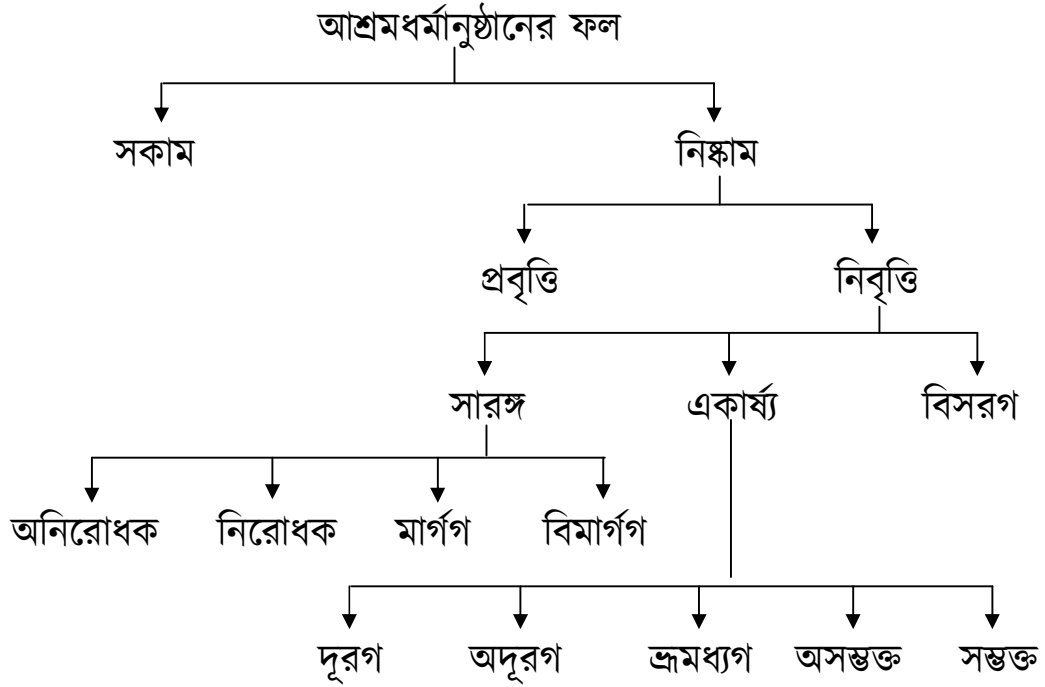 আশ্রমধর্মানুষ্ঠানের ফল
সকাম নিষ্কাম
প্রবৃত্তি নিবৃত্তি
সারঙ্গ একার্ষ্য বিসরগ
অনিরোধক নিরোধক মার্গগ বিমার্গগ
দূরগ অদূরগ ভ্রূমধ্যগ অসম্ভক্ত সম্ভক্ত